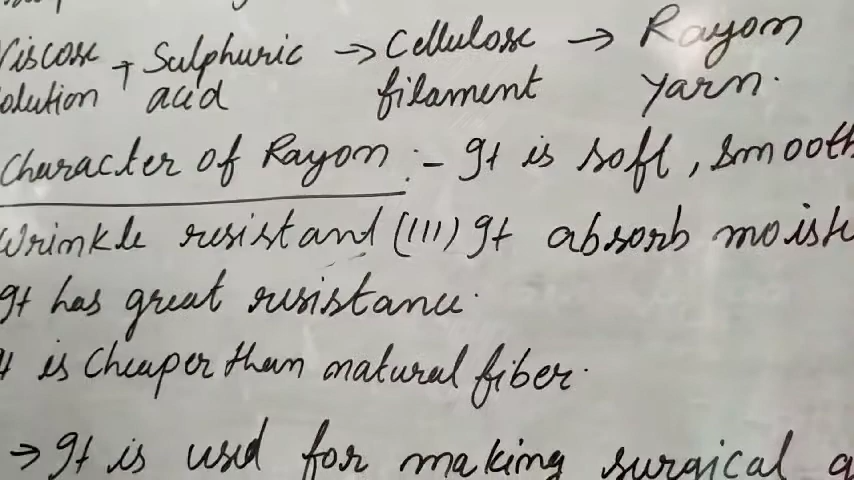 Viscose + Sulphuric → Cellulose → Rayon
solution acid filament yarn.
Character of Rayon :- It is soft, smooth
Wrinkle resistant (III) It absorb
It has great resistance.
is Cheaper than natural fiber.
→ It is used for making surgical